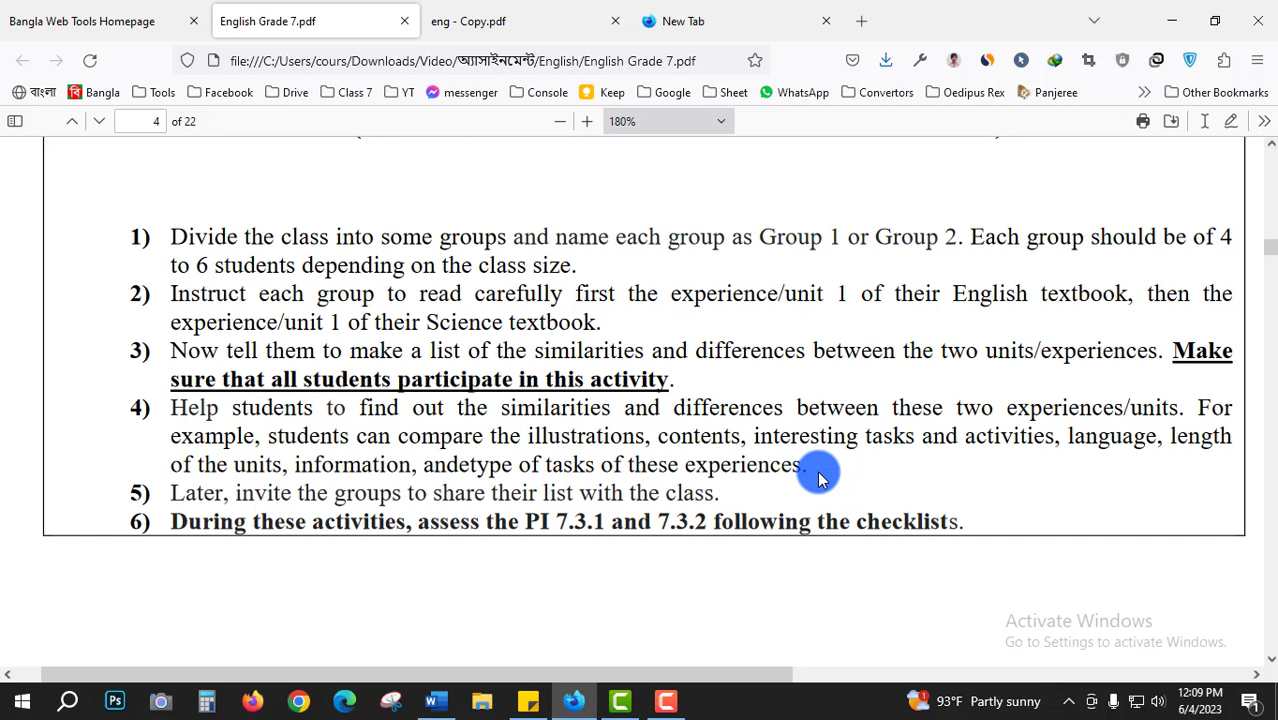 Bangla Web Tools Homepage
English Grade 7.pdf
eng - Copy.pdf
New Tab
file:///C:/Users/cours/Downloads/Video/অ্যাসাইনমেন্ট/English/English Grade 7.pdf
বাংলা
Bangla
Tools
Facebook
Drive
Class 7
YT
messenger
Console
Keep
Google
Sheet
WhatsApp
Convertors
Oedipus Rex
Panjeree
Other Bookmarks
4 of 22
180%
1) Divide the class into some groups and name each group as Group 1 or Group 2. Each group should be of 4
to 6 students depending on the class size.
2) Instruct each group to read carefully first the experience/unit 1 of their English textbook, then the
experience/unit 1 of their Science textbook.
3) Now tell them to make a list of the similarities and differences between the two units/experiences. Make
sure that all students participate in this activity.
4) Help students to find out the similarities and differences between these two experiences/units. For
example, students can compare the illustrations, contents, interesting tasks and activities, language, length
of the units, information, andetype of tasks of these experiences.
5) Later, invite the groups to share their list with the class.
6) During these activities, assess the PI 7.3.1 and 7.3.2 following the checklists.
Activate Windows
Go to Settings to activate Windows.
93°F Partly sunny
12:09 PM
6/4/2023